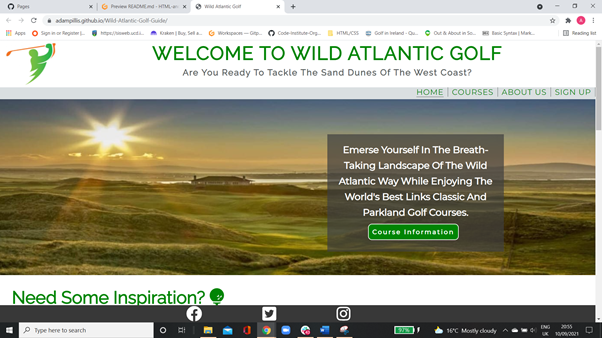 Pages
Preview README.md - HTML-ac
Wild Atlantic Golf
adampillix.github.io/Wild-Atlantic-Golf-Guide/
Apps
Sign in or Register |
Kraken | Buy, Sell a
Workspaces — Gitp
Code-Institute-Org
HTML/CSS
Golf in Ireland - Qu
Out & About in So
Basic Syntax | Mark
Reading list
WELCOME TO WILD ATLANTIC GOLF
Are You Ready To Tackle The Sand Dunes Of The West Coast?
HOME | COURSES | ABOUT US | SIGN UP
Emerse Yourself In The Breath-
Taking Landscape Of The Wild
Atlantic Way While Enjoying The
World's Best Links Classic And
Parkland Golf Courses.
Course Information
Need Some Inspiration?
Type here to search
97%
16°C Mostly cloudy
ENG
UK
20:55
10/09/2021